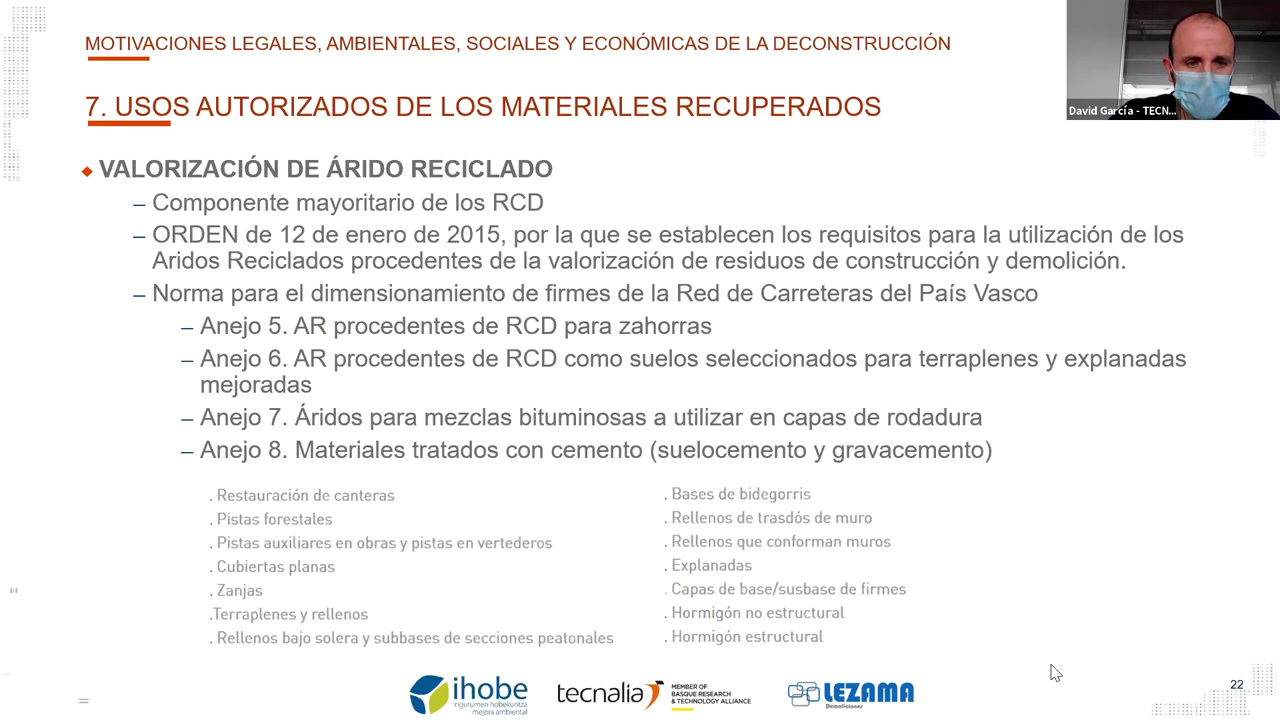 MOTIVACIONES LEGALES, AMBIENTALES, SOCIALES Y ECONÓMICAS DE LA DECONSTRUCCIÓN
David García - TECN...
7. USOS AUTORIZADOS DE LOS MATERIALES RECUPERADOS
VALORIZACIÓN DE ÁRIDO RECICLADO
– Componente mayoritario de los RCD
– ORDEN de 12 de enero de 2015, por la que se establecen los requisitos para la utilización de los
Aridos Reciclados procedentes de la valorización de residuos de construcción y demolición.
– Norma para el dimensionamiento de firmes de la Red de Carreteras del País Vasco
– Anejo 5. AR procedentes de RCD para zahorras
– Anejo 6. AR procedentes de RCD como suelos seleccionados para terraplenes y explanadas
mejoradas
– Anejo 7. Áridos para mezclas bituminosas a utilizar en capas de rodadura
– Anejo 8. Materiales tratados con cemento (suelocemento y gravacemento)
. Restauración de canteras
. Pistas forestales
. Pistas auxiliares en obras y pistas en vertederos
. Cubiertas planas
. Zanjas
.Terraplenes y rellenos
. Rellenos bajo solera y subbases de secciones peatonales
. Bases de bidegorris
. Rellenos de trasdós de muro
. Rellenos que conforman muros
. Explanadas
. Capas de base/susbase de firmes
. Hormigón no estructural
. Hormigón estructural
ihobe
ingurumen hobekuntza
mejora ambiental
tecnalia
MEMBER OF
BASQUE RESEARCH
& TECHNOLOGY ALLIANCE
LEZAMA
Demoliciones
22